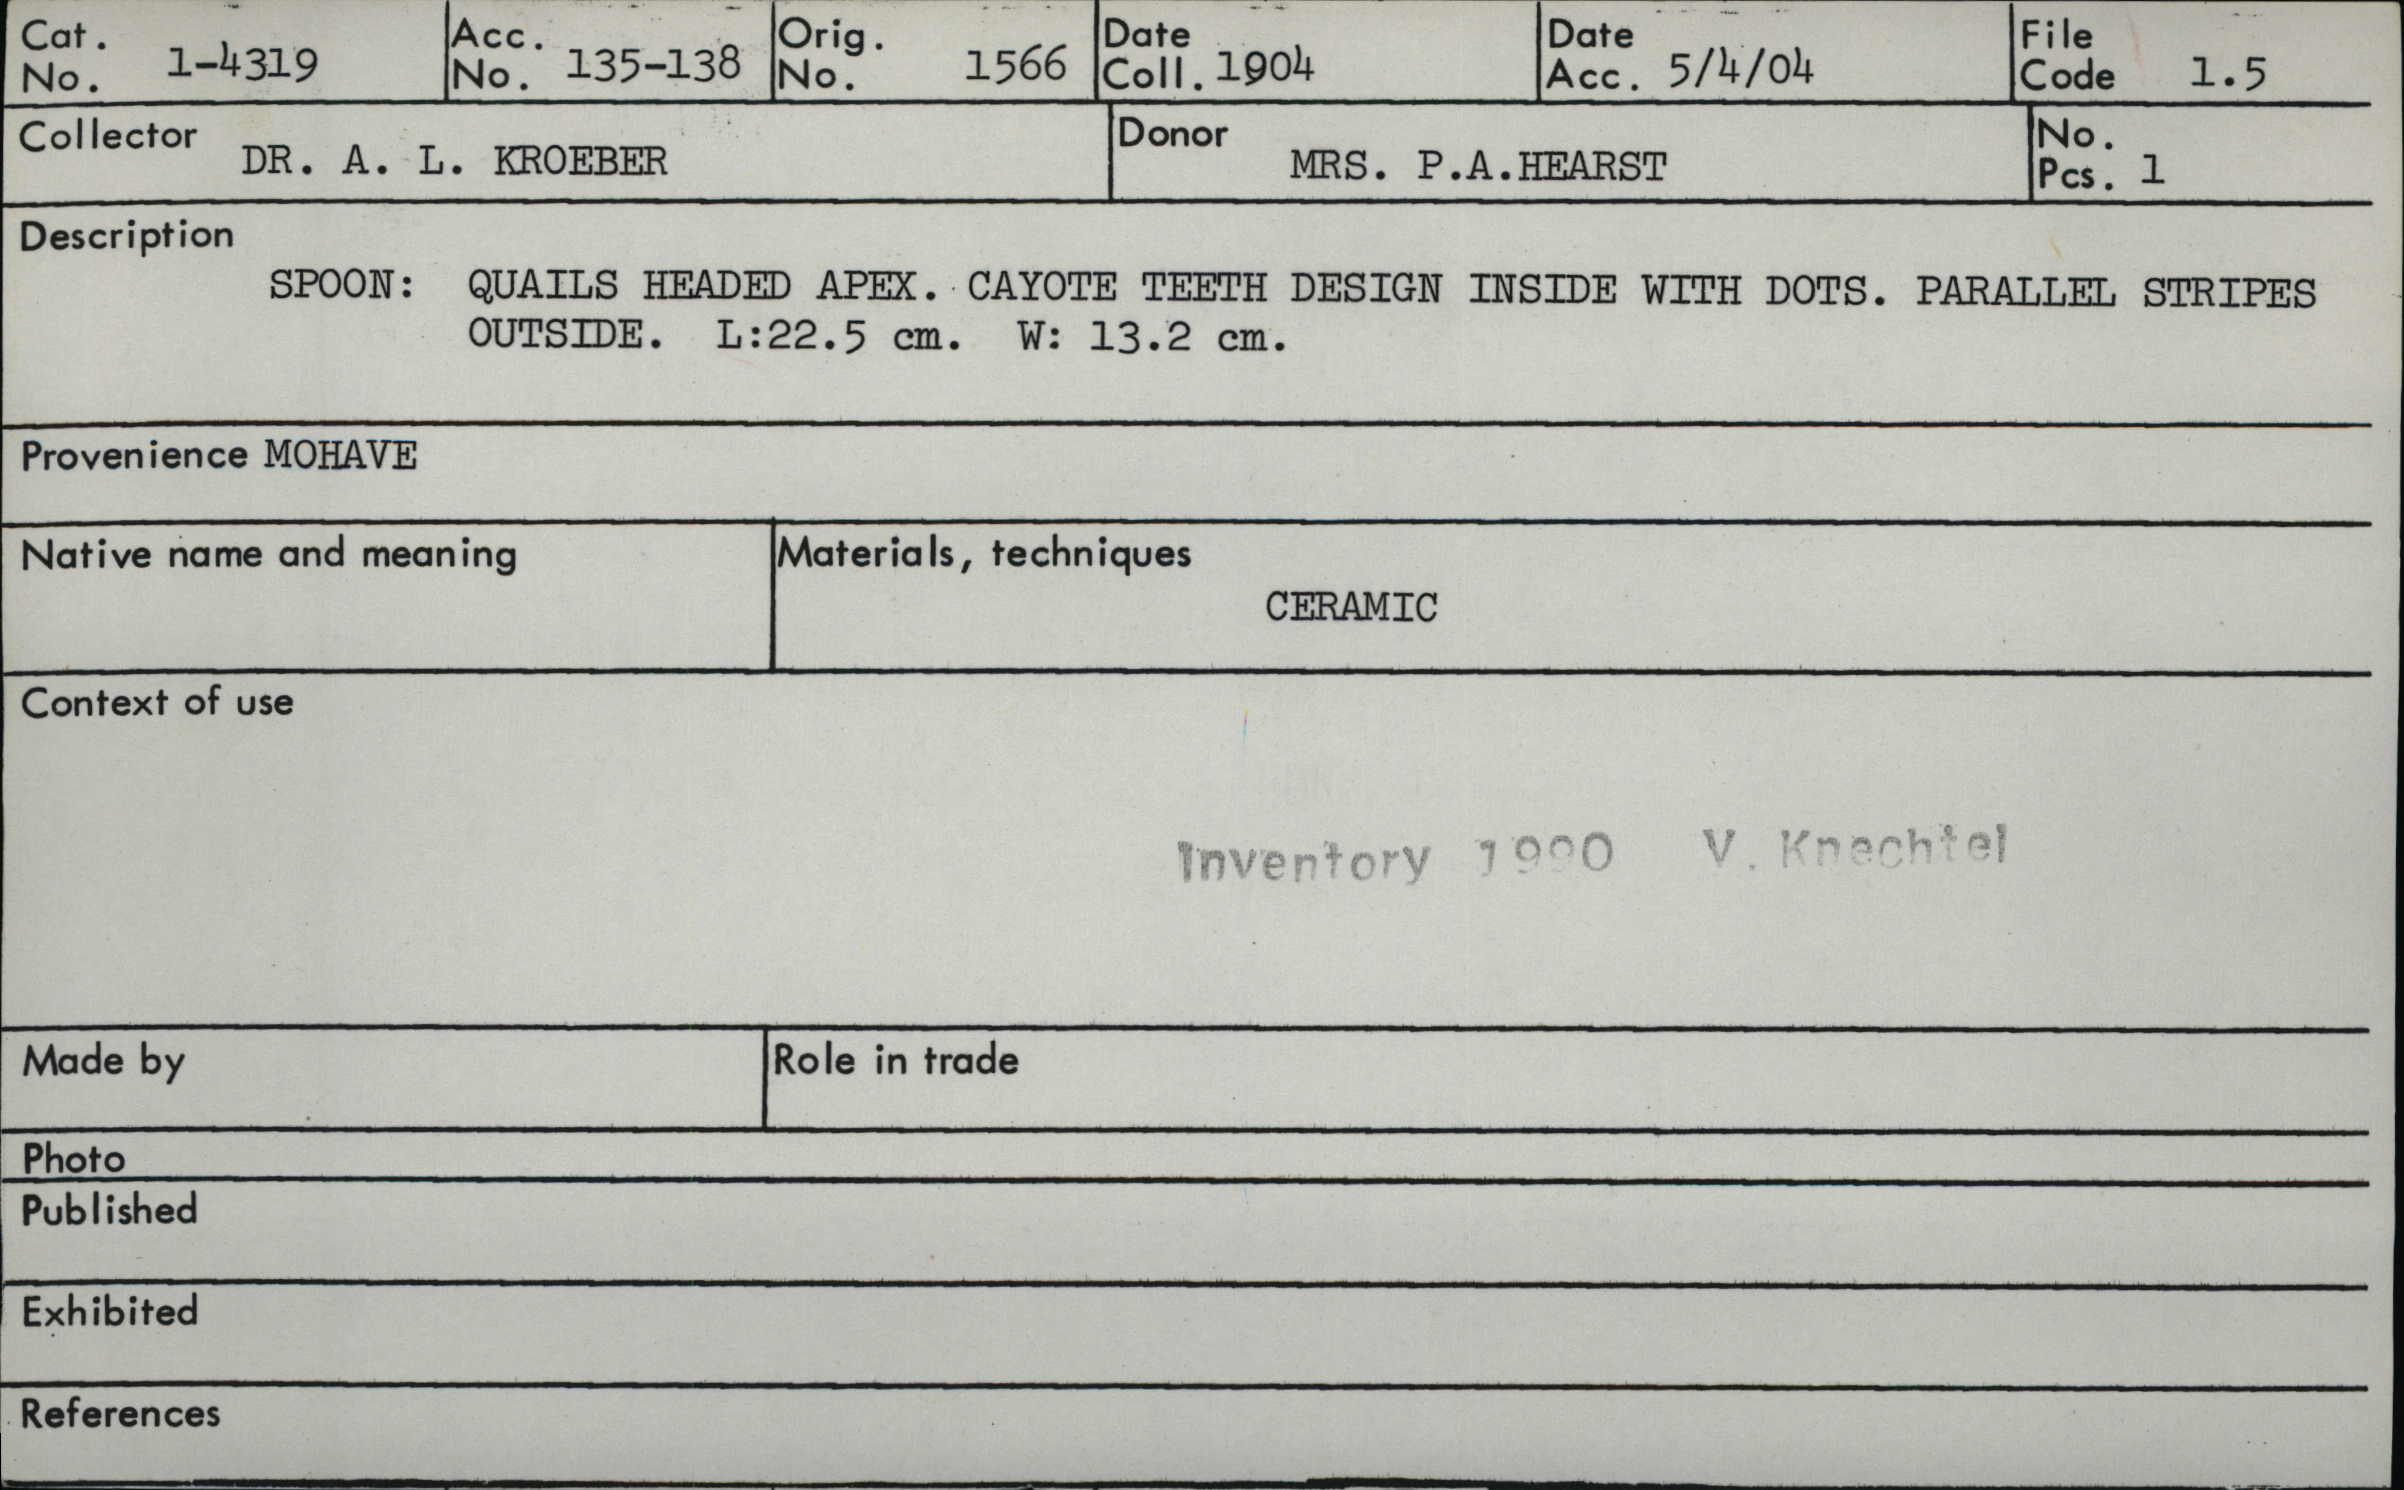 Cat. No. 1-4319 Acc. No. 135-138 Orig. No. 1566 Date Coll. 1904 Date Acc. 5/4/04 File Code 1.5
Collector DR. A. L. KROEBER Donor MRS. P.A.HEARST No. Pcs. 1
Description
SPOON: QUAILS HEADED APEX. CAYOTE TEETH DESIGN INSIDE WITH DOTS. PARALLEL STRIPES
OUTSIDE. L:22.5 cm. W: 13.2 cm.
Provenience MOHAVE
Native name and meaning Materials, techniques
CERAMIC
Context of use
Inventory 1990 V. Knechtel
Made by Role in trade
Photo
Published
Exhibited
References